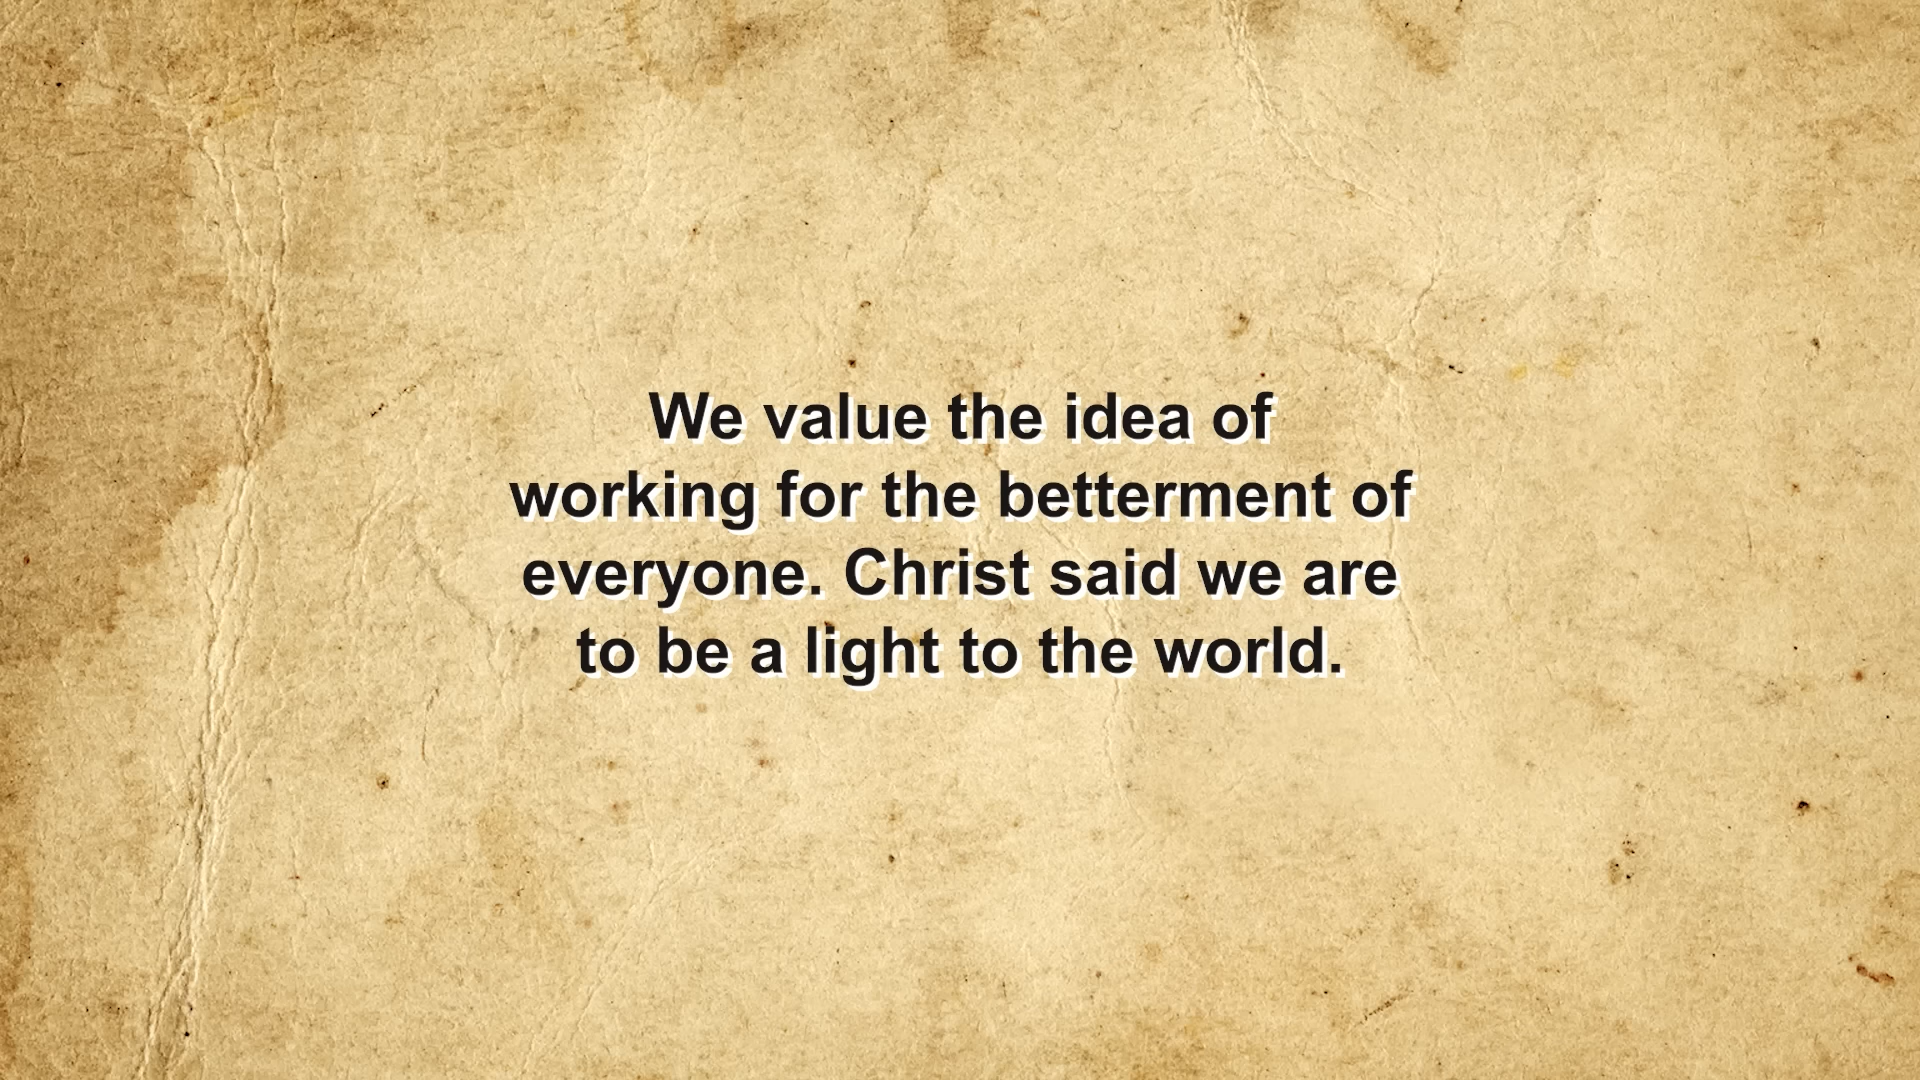 We value the idea of
working for the betterment of
everyone. Christ said we are
to be a light to the world.